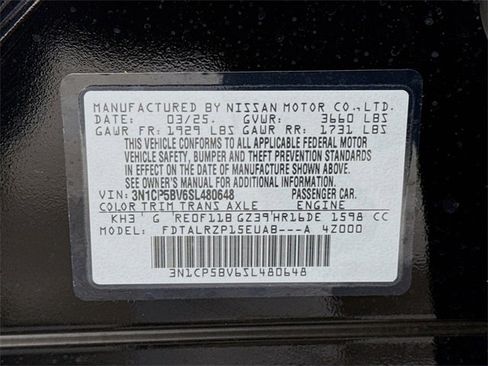 MANUFACTURED BY NISSAN MOTOR CO., LTD.
DATE: 03/25. GVWR: 3660 LBS
GAWR FR: 1929 LBS GAWR RR: 1731 LBS
THIS VEHICLE CONFORMS TO ALL APPLICABLE FEDERAL MOTOR
VEHICLE SAFETY, BUMPER AND THEFT PREVENTION STANDARDS
IN EFFECT ON THE DATE OF MANUFACTURE SHOWN ABOVE.
SEE OWNER'S MANUAL AND ADDITIONAL LABEL.
VIN: 3N1CP5BV6SL480648 PASSENGER CAR.
COLOR TRIM TRANS AXLE ENGINE
KH3 G RE0F11B GZ39 HR16DE 1598 CC
MODEL: FDTALRZP15EUAB---A 4Z000
3N1CP5BV6SL480648